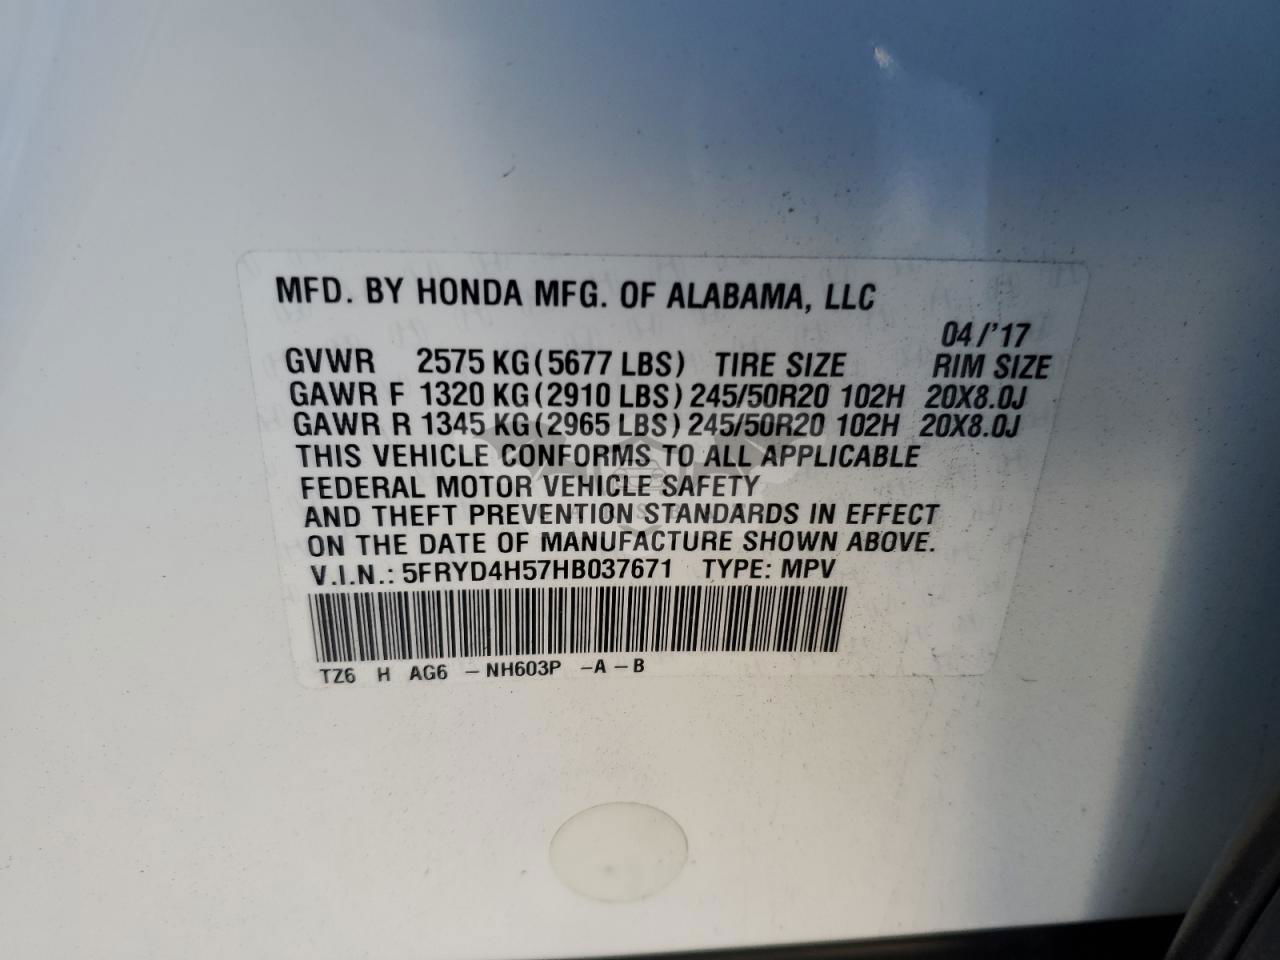 MFD. BY HONDA MFG. OF ALABAMA, LLC
04/'17
GVWR 2575 KG (5677 LBS) TIRE SIZE RIM SIZE
GAWR F 1320 KG (2910 LBS) 245/50R20 102H 20X8.0J
GAWR R 1345 KG (2965 LBS) 245/50R20 102H 20X8.0J
THIS VEHICLE CONFORMS TO ALL APPLICABLE
FEDERAL MOTOR VEHICLE SAFETY
AND THEFT PREVENTION STANDARDS IN EFFECT
ON THE DATE OF MANUFACTURE SHOWN ABOVE.
V.I.N.: 5FRYD4H57HB037671 TYPE: MPV
TZ6 H AG6 – NH603P –A – B